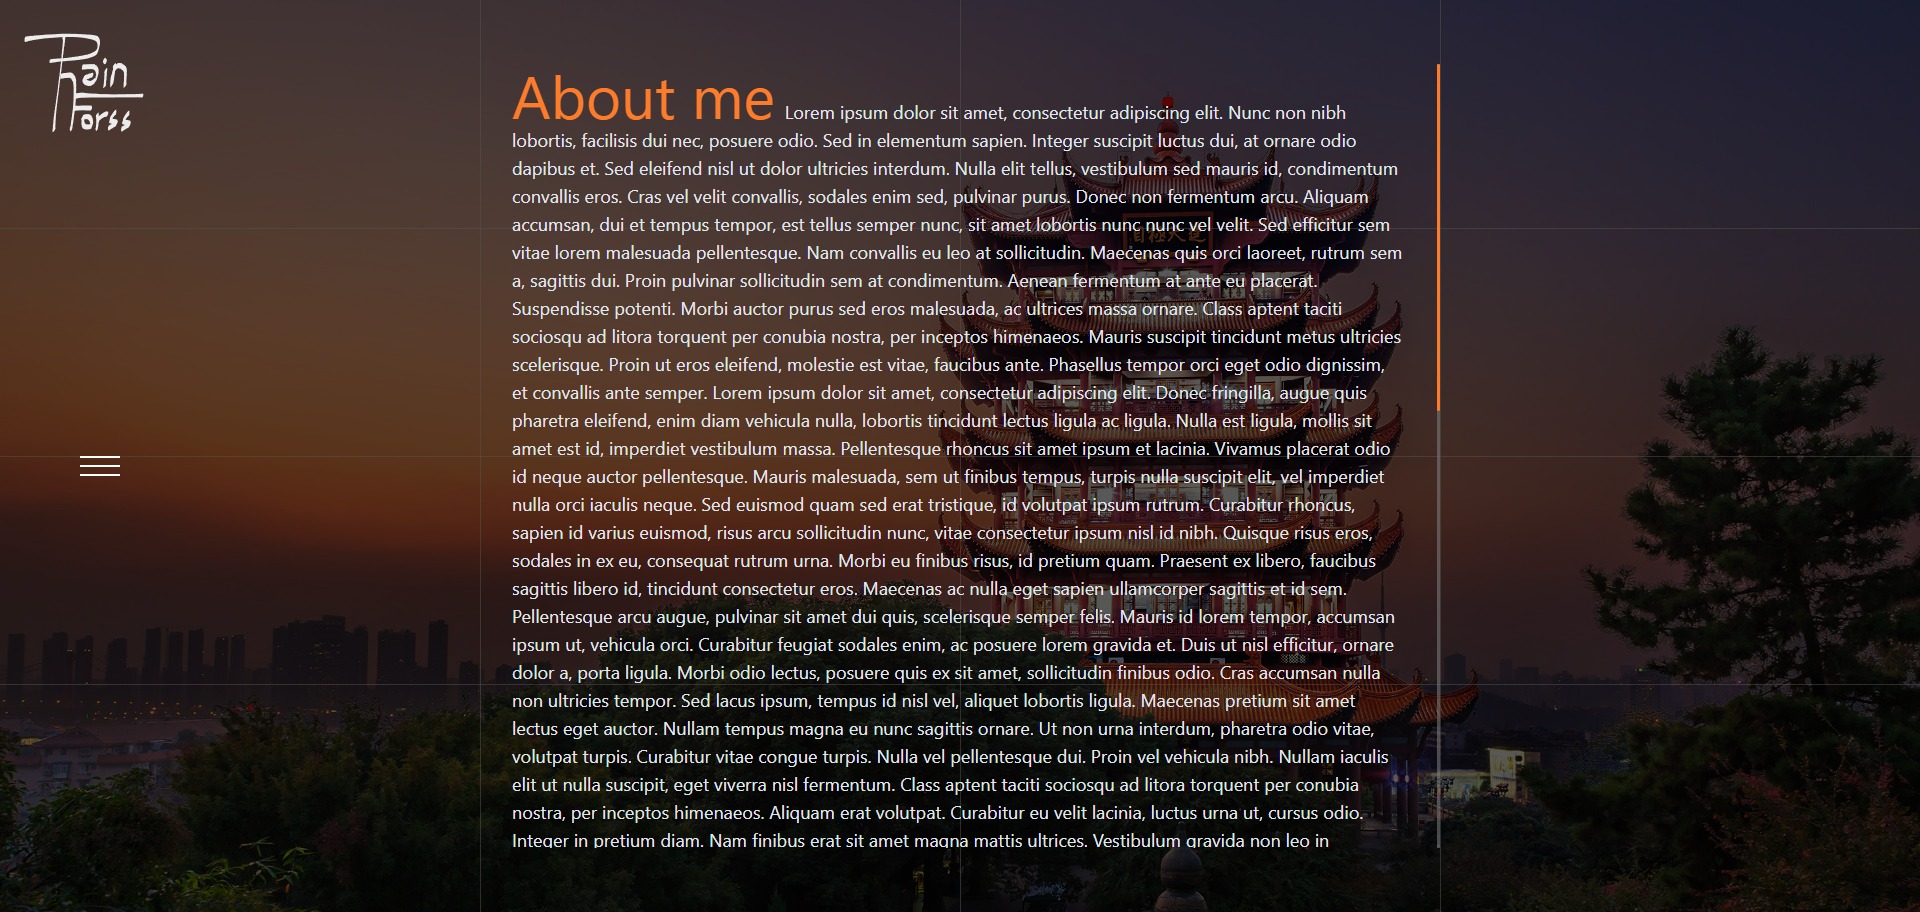 Rain
Forss
About me Lorem ipsum dolor sit amet, consectetur adipiscing elit. Nunc non nibh
lobortis, facilisis dui nec, posuere odio. Sed in elementum sapien. Integer suscipit luctus dui, at ornare odio
dapibus et. Sed eleifend nisl ut dolor ultricies interdum. Nulla elit tellus, vestibulum sed mauris id, condimentum
convallis eros. Cras vel velit convallis, sodales enim sed, pulvinar purus. Donec non fermentum arcu. Aliquam
accumsan, dui et tempus tempor, est tellus semper nunc, sit amet lobortis nunc nunc vel velit. Sed efficitur sem
vitae lorem malesuada pellentesque. Nam convallis eu leo at sollicitudin. Maecenas quis orci laoreet, rutrum sem
a, sagittis dui. Proin pulvinar sollicitudin sem at condimentum. Aenean fermentum at ante eu placerat.
Suspendisse potenti. Morbi auctor purus sed eros malesuada, ac ultrices massa ornare. Class aptent taciti
sociosqu ad litora torquent per conubia nostra, per inceptos himenaeos. Mauris suscipit tincidunt metus ultricies
scelerisque. Proin ut eros eleifend, molestie est vitae, faucibus ante. Phasellus tempor orci eget odio dignissim,
et convallis ante semper. Lorem ipsum dolor sit amet, consectetur adipiscing elit. Donec fringilla, augue quis
pharetra eleifend, enim diam vehicula nulla, lobortis tincidunt lectus ligula ac ligula. Nulla est ligula, mollis sit
amet est id, imperdiet vestibulum massa. Pellentesque rhoncus sit amet ipsum et lacinia. Vivamus placerat odio
id neque auctor pellentesque. Mauris malesuada, sem ut finibus tempus, turpis nulla suscipit elit, vel imperdiet
nulla orci iaculis neque. Sed euismod quam sed erat tristique, id volutpat ipsum rutrum. Curabitur rhoncus,
sapien id varius euismod, risus arcu sollicitudin nunc, vitae consectetur ipsum nisl id nibh. Quisque risus eros,
sodales in ex eu, consequat rutrum urna. Morbi eu finibus risus, id pretium quam. Praesent ex libero, faucibus
sagittis libero id, tincidunt consectetur eros. Maecenas ac nulla eget sapien ullamcorper sagittis et id sem.
Pellentesque arcu augue, pulvinar sit amet dui quis, scelerisque semper felis. Mauris id lorem tempor, accumsan
ipsum ut, vehicula orci. Curabitur feugiat sodales enim, ac posuere lorem gravida et. Duis ut nisl efficitur, ornare
dolor a, porta ligula. Morbi odio lectus, posuere quis ex sit amet, sollicitudin finibus odio. Cras accumsan nulla
non ultricies tempor. Sed lacus ipsum, tempus id nisl vel, aliquet lobortis ligula. Maecenas pretium sit amet
lectus eget auctor. Nullam tempus magna eu nunc sagittis ornare. Ut non urna interdum, pharetra odio vitae,
volutpat turpis. Curabitur vitae congue turpis. Nulla vel pellentesque dui. Proin vel vehicula nibh. Nullam iaculis
elit ut nulla suscipit, eget viverra nisl fermentum. Class aptent taciti sociosqu ad litora torquent per conubia
nostra, per inceptos himenaeos. Aliquam erat volutpat. Curabitur eu velit lacinia, luctus urna ut, cursus odio.
Integer in pretium diam. Nam finibus erat sit amet magna mattis ultrices. Vestibulum gravida non leo in